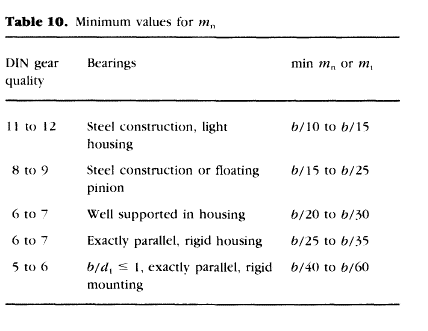 Table 10. Minimum values for mn
DIN gear quality Bearings min mn or mt
11 to 12 Steel construction, light housing b/10 to b/15
8 to 9 Steel construction or floating pinion b/15 to b/25
6 to 7 Well supported in housing b/20 to b/30
6 to 7 Exactly parallel, rigid housing b/25 to b/35
5 to 6 b/d1 ≤ 1, exactly parallel, rigid mounting b/40 to b/60